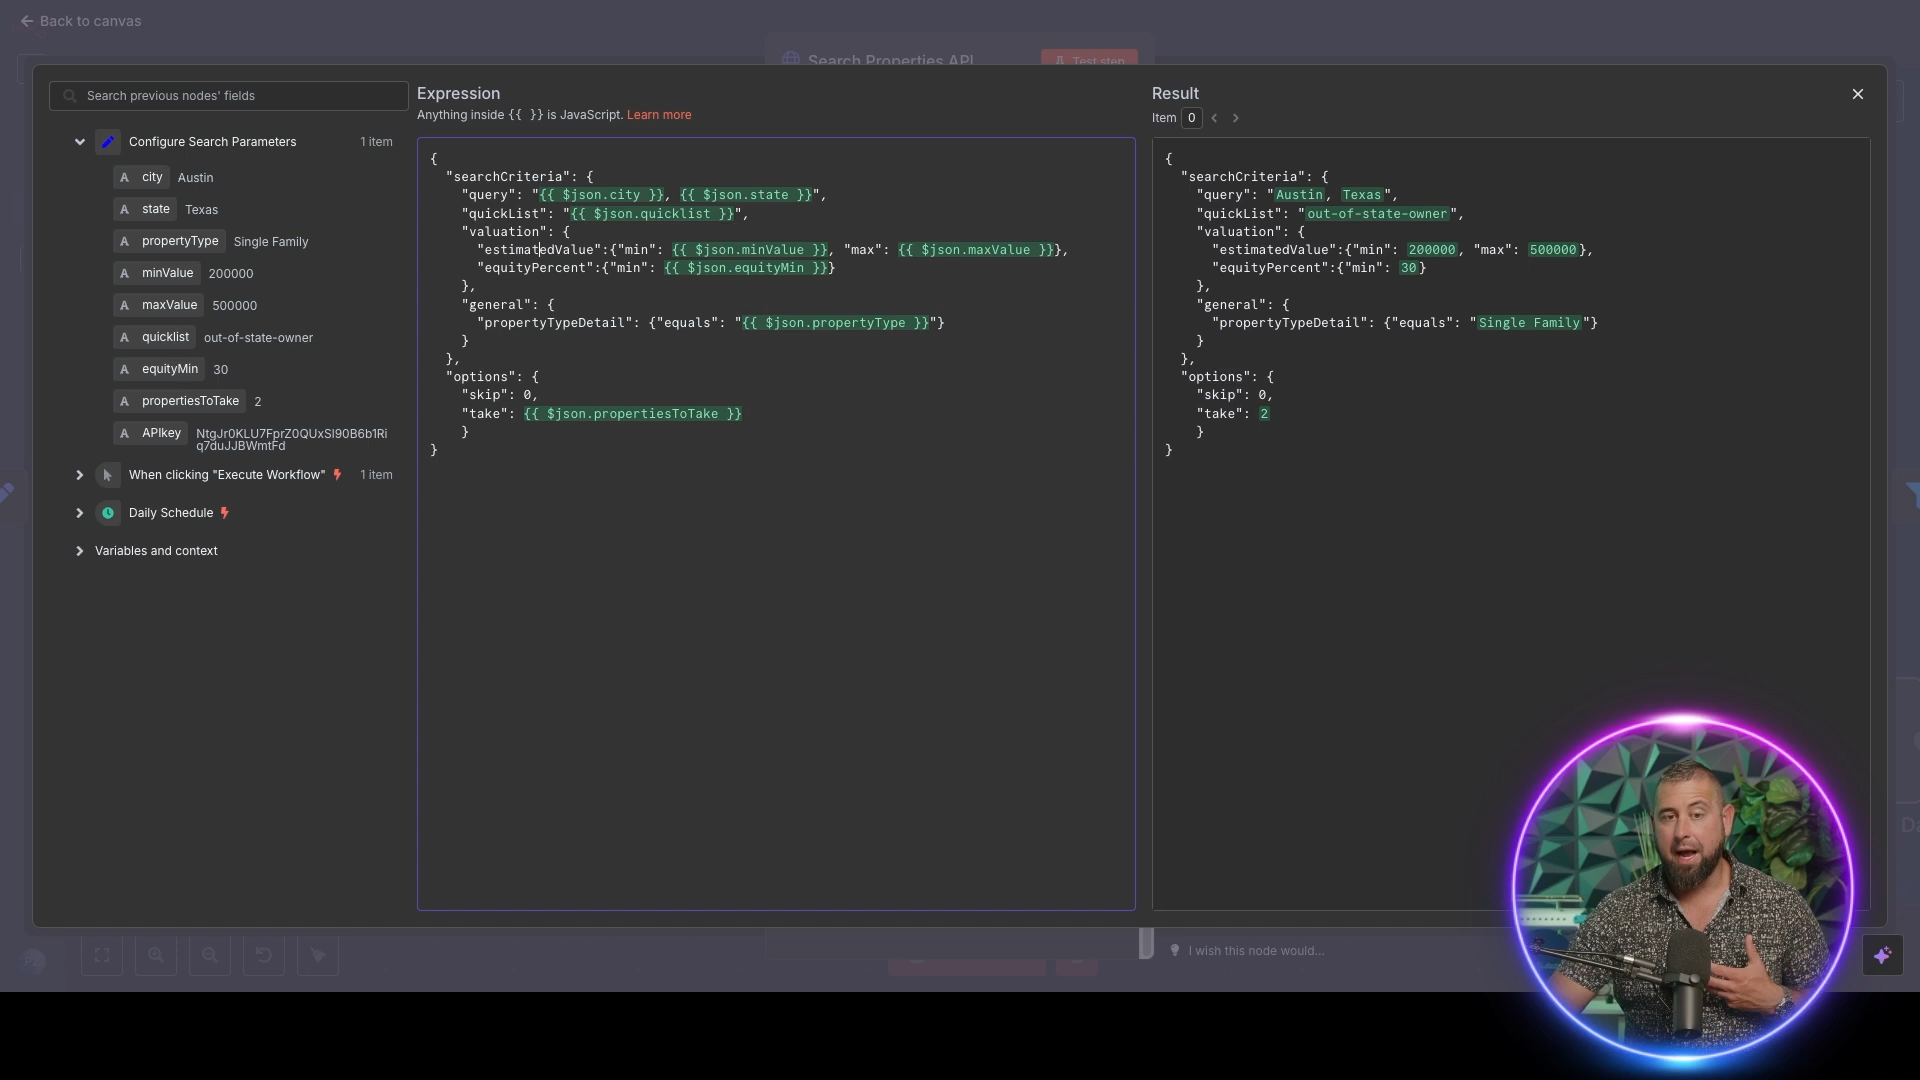 Back to canvas
Search Properties API
Test step
Search previous nodes' fields
Configure Search Parameters 1 item
A city Austin
A state Texas
A propertyType Single Family
A minValue 200000
A maxValue 500000
A quicklist out-of-state-owner
A equityMin 30
A propertiesToTake 2
A APIkey NtgJr0KLU7FprZ0QUxSl90B6b1Ri
q7duJJBWmtFd
When clicking "Execute Workflow" 1 item
Daily Schedule
Variables and context
Expression
Anything inside {{ }} is JavaScript. Learn more
{
"searchCriteria": {
"query": "{{ $json.city }}, {{ $json.state }}",
"quickList": "{{ $json.quicklist }}",
"valuation": {
"estimatedValue":{"min": {{ $json.minValue }}, "max": {{ $json.maxValue }}},
"equityPercent":{"min": {{ $json.equityMin }}}
},
"general": {
"propertyTypeDetail": {"equals": "{{ $json.propertyType }}"}
}
},
"options": {
"skip": 0,
"take": {{ $json.propertiesToTake }}
}
}
Result
Item 0
{
"searchCriteria": {
"query": "Austin, Texas",
"quickList": "out-of-state-owner",
"valuation": {
"estimatedValue":{"min": 200000, "max": 500000},
"equityPercent":{"min": 30}
},
"general": {
"propertyTypeDetail": {"equals": "Single Family"}
}
},
"options": {
"skip": 0,
"take": 2
}
}
I wish this node would...